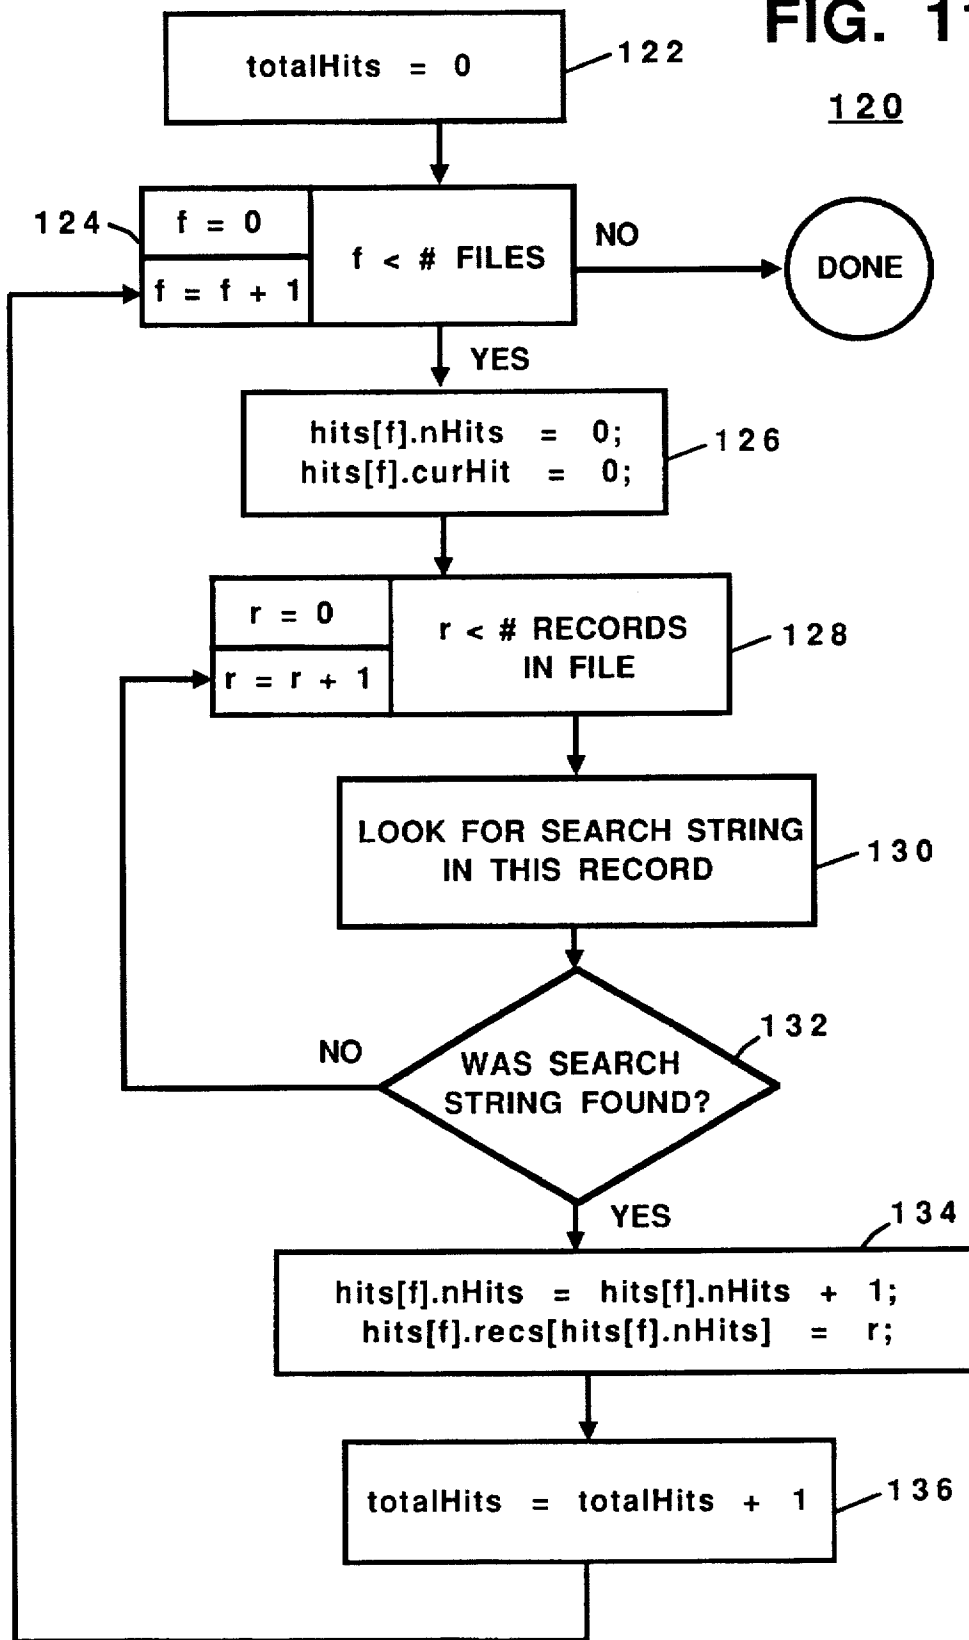 FIG. 11
120
totalHits = 0
122
124
f = 0
f = f + 1
f < # FILES
NO
DONE
YES
hits[f].nHits = 0;
hits[f].curHit = 0;
126
r = 0
r = r + 1
r < # RECORDS
IN FILE
128
LOOK FOR SEARCH STRING
IN THIS RECORD
130
NO
WAS SEARCH
STRING FOUND?
132
YES
134
hits[f].nHits = hits[f].nHits + 1;
hits[f].recs[hits[f].nHits] = r;
totalHits = totalHits + 1
136